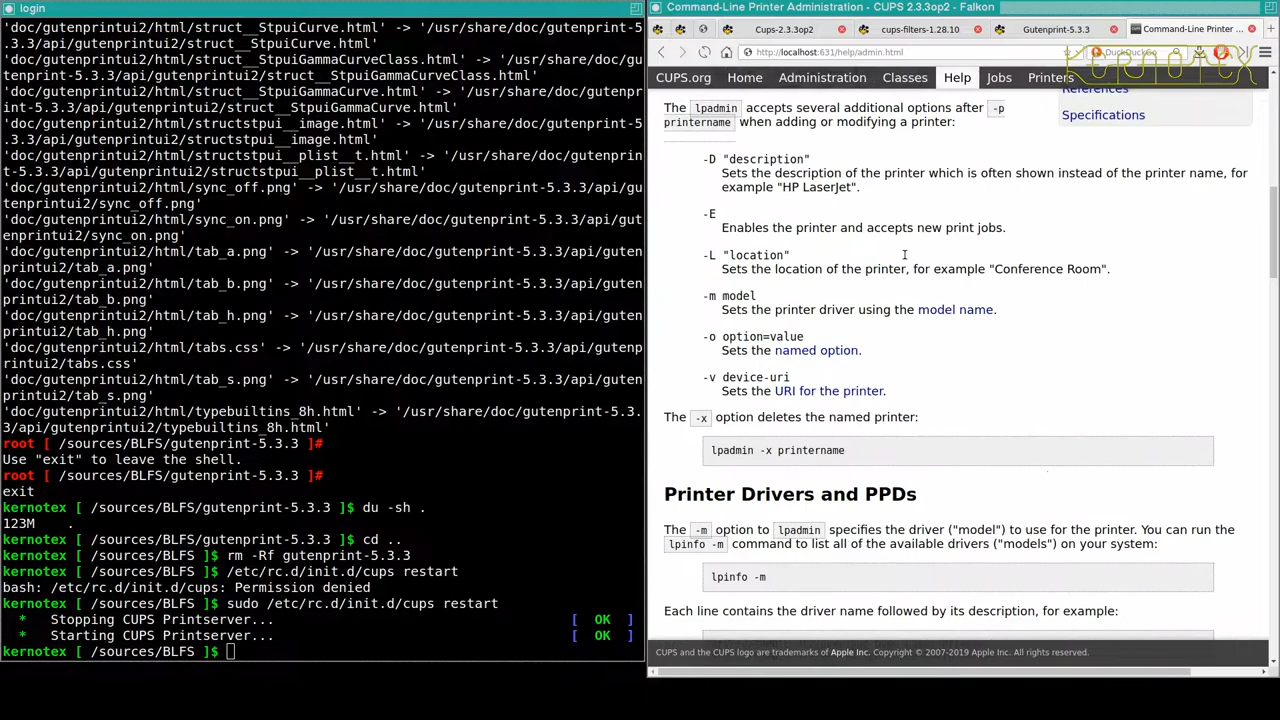 login
'doc/gutenprintui2/html/struct__StpuiCurve.html' -> '/usr/share/doc/gutenprint-5
.3.3/api/gutenprintui2/struct__StpuiCurve.html'
'doc/gutenprintui2/html/struct__StpuiGammaCurveClass.html' -> '/usr/share/doc/gu
tenprint-5.3.3/api/gutenprintui2/struct__StpuiGammaCurveClass.html'
'doc/gutenprintui2/html/struct__StpuiGammaCurve.html' -> '/usr/share/doc/gutenpr
int-5.3.3/api/gutenprintui2/struct__StpuiGammaCurve.html'
'doc/gutenprintui2/html/structstpui__image.html' -> '/usr/share/doc/gutenprint-5
.3.3/api/gutenprintui2/structstpui__image.html'
'doc/gutenprintui2/html/structstpui__plist__t.html' -> '/usr/share/doc/gutenprin
t-5.3.3/api/gutenprintui2/structstpui__plist__t.html'
'doc/gutenprintui2/html/sync_off.png' -> '/usr/share/doc/gutenprint-5.3.3/api/gu
tenprintui2/sync_off.png'
'doc/gutenprintui2/html/sync_on.png' -> '/usr/share/doc/gutenprint-5.3.3/api/gut
enprintui2/sync_on.png'
'doc/gutenprintui2/html/tab_a.png' -> '/usr/share/doc/gutenprint-5.3.3/api/guten
printui2/tab_a.png'
'doc/gutenprintui2/html/tab_b.png' -> '/usr/share/doc/gutenprint-5.3.3/api/guten
printui2/tab_b.png'
'doc/gutenprintui2/html/tab_h.png' -> '/usr/share/doc/gutenprint-5.3.3/api/guten
printui2/tab_h.png'
'doc/gutenprintui2/html/tabs.css' -> '/usr/share/doc/gutenprint-5.3.3/api/gutenp
rintui2/tabs.css'
'doc/gutenprintui2/html/tab_s.png' -> '/usr/share/doc/gutenprint-5.3.3/api/guten
printui2/tab_s.png'
'doc/gutenprintui2/html/typebuiltins_8h.html' -> '/usr/share/doc/gutenprint-5.3.
3/api/gutenprintui2/typebuiltins_8h.html'
root [ /sources/BLFS/gutenprint-5.3.3 ]#
Use "exit" to leave the shell.
root [ /sources/BLFS/gutenprint-5.3.3 ]#
exit
kernotex [ /sources/BLFS/gutenprint-5.3.3 ]$ du -sh .
123M    .
kernotex [ /sources/BLFS/gutenprint-5.3.3 ]$ cd ..
kernotex [ /sources/BLFS ]$ rm -Rf gutenprint-5.3.3
kernotex [ /sources/BLFS ]$ /etc/rc.d/init.d/cups restart
bash: /etc/rc.d/init.d/cups: Permission denied
kernotex [ /sources/BLFS ]$ sudo /etc/rc.d/init.d/cups restart
*   Stopping CUPS Printserver...   [  OK  ]
*   Starting CUPS Printserver...   [  OK  ]
kernotex [ /sources/BLFS ]$
Command-Line Printer Administration - CUPS 2.3.3op2 - Falkon
Cups-2.3.3op2
cups-filters-1.28.10
Gutenprint-5.3.3
Command-Line Printer ...
http://localhost:631/help/admin.html
DuckDuckGo
KERNOTEX
CUPS.org Home Administration Classes Help Jobs Printers
References
Specifications
The lpadmin accepts several additional options after -p
printername when adding or modifying a printer:
-D "description"
Sets the description of the printer which is often shown instead of the printer name, for
example "HP LaserJet".
-E
Enables the printer and accepts new print jobs.
-L "location"
Sets the location of the printer, for example "Conference Room".
-m model
Sets the printer driver using the model name.
-o option=value
Sets the named option.
-v device-uri
Sets the URI for the printer.
The -x option deletes the named printer:
lpadmin -x printername
Printer Drivers and PPDs
The -m option to lpadmin specifies the driver ("model") to use for the printer. You can run the
lpinfo -m command to list all of the available drivers ("models") on your system:
lpinfo -m
Each line contains the driver name followed by its description, for example:
CUPS and the CUPS logo are trademarks of Apple Inc. Copyright © 2007-2019 Apple Inc. All rights reserved.